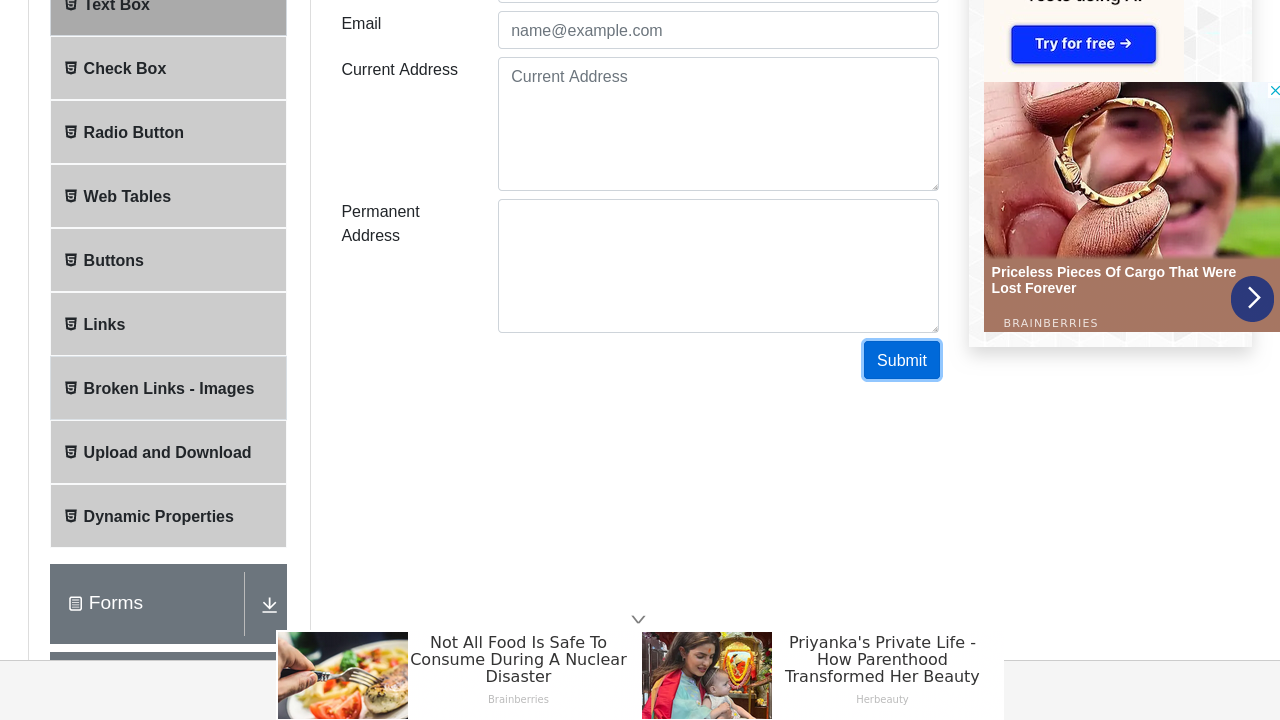 Text Box
Check Box
Radio Button
Web Tables
Buttons
Links
Broken Links - Images
Upload and Download
Dynamic Properties
Forms
Email
name@example.com
Current Address
Current Address
Permanent
Address
Submit
Try for free →
Priceless Pieces Of Cargo That Were
Lost Forever
BRAINBERRIES
Not All Food Is Safe To
Consume During A Nuclear
Disaster
Brainberries
Priyanka's Private Life -
How Parenthood
Transformed Her Beauty
Herbeauty